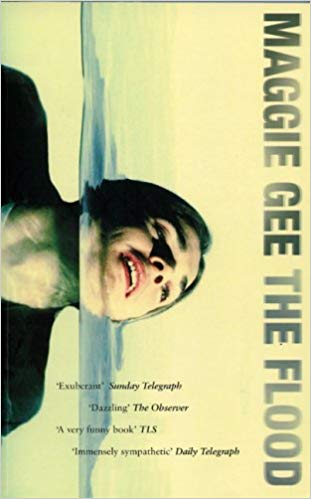 MAGGIE GEE THE FLOOD
‘Exuberant’ Sunday Telegraph
‘Dazzling’ The Observer
‘A very funny book’ TLS
‘Immensely sympathetic’ Daily Telegraph